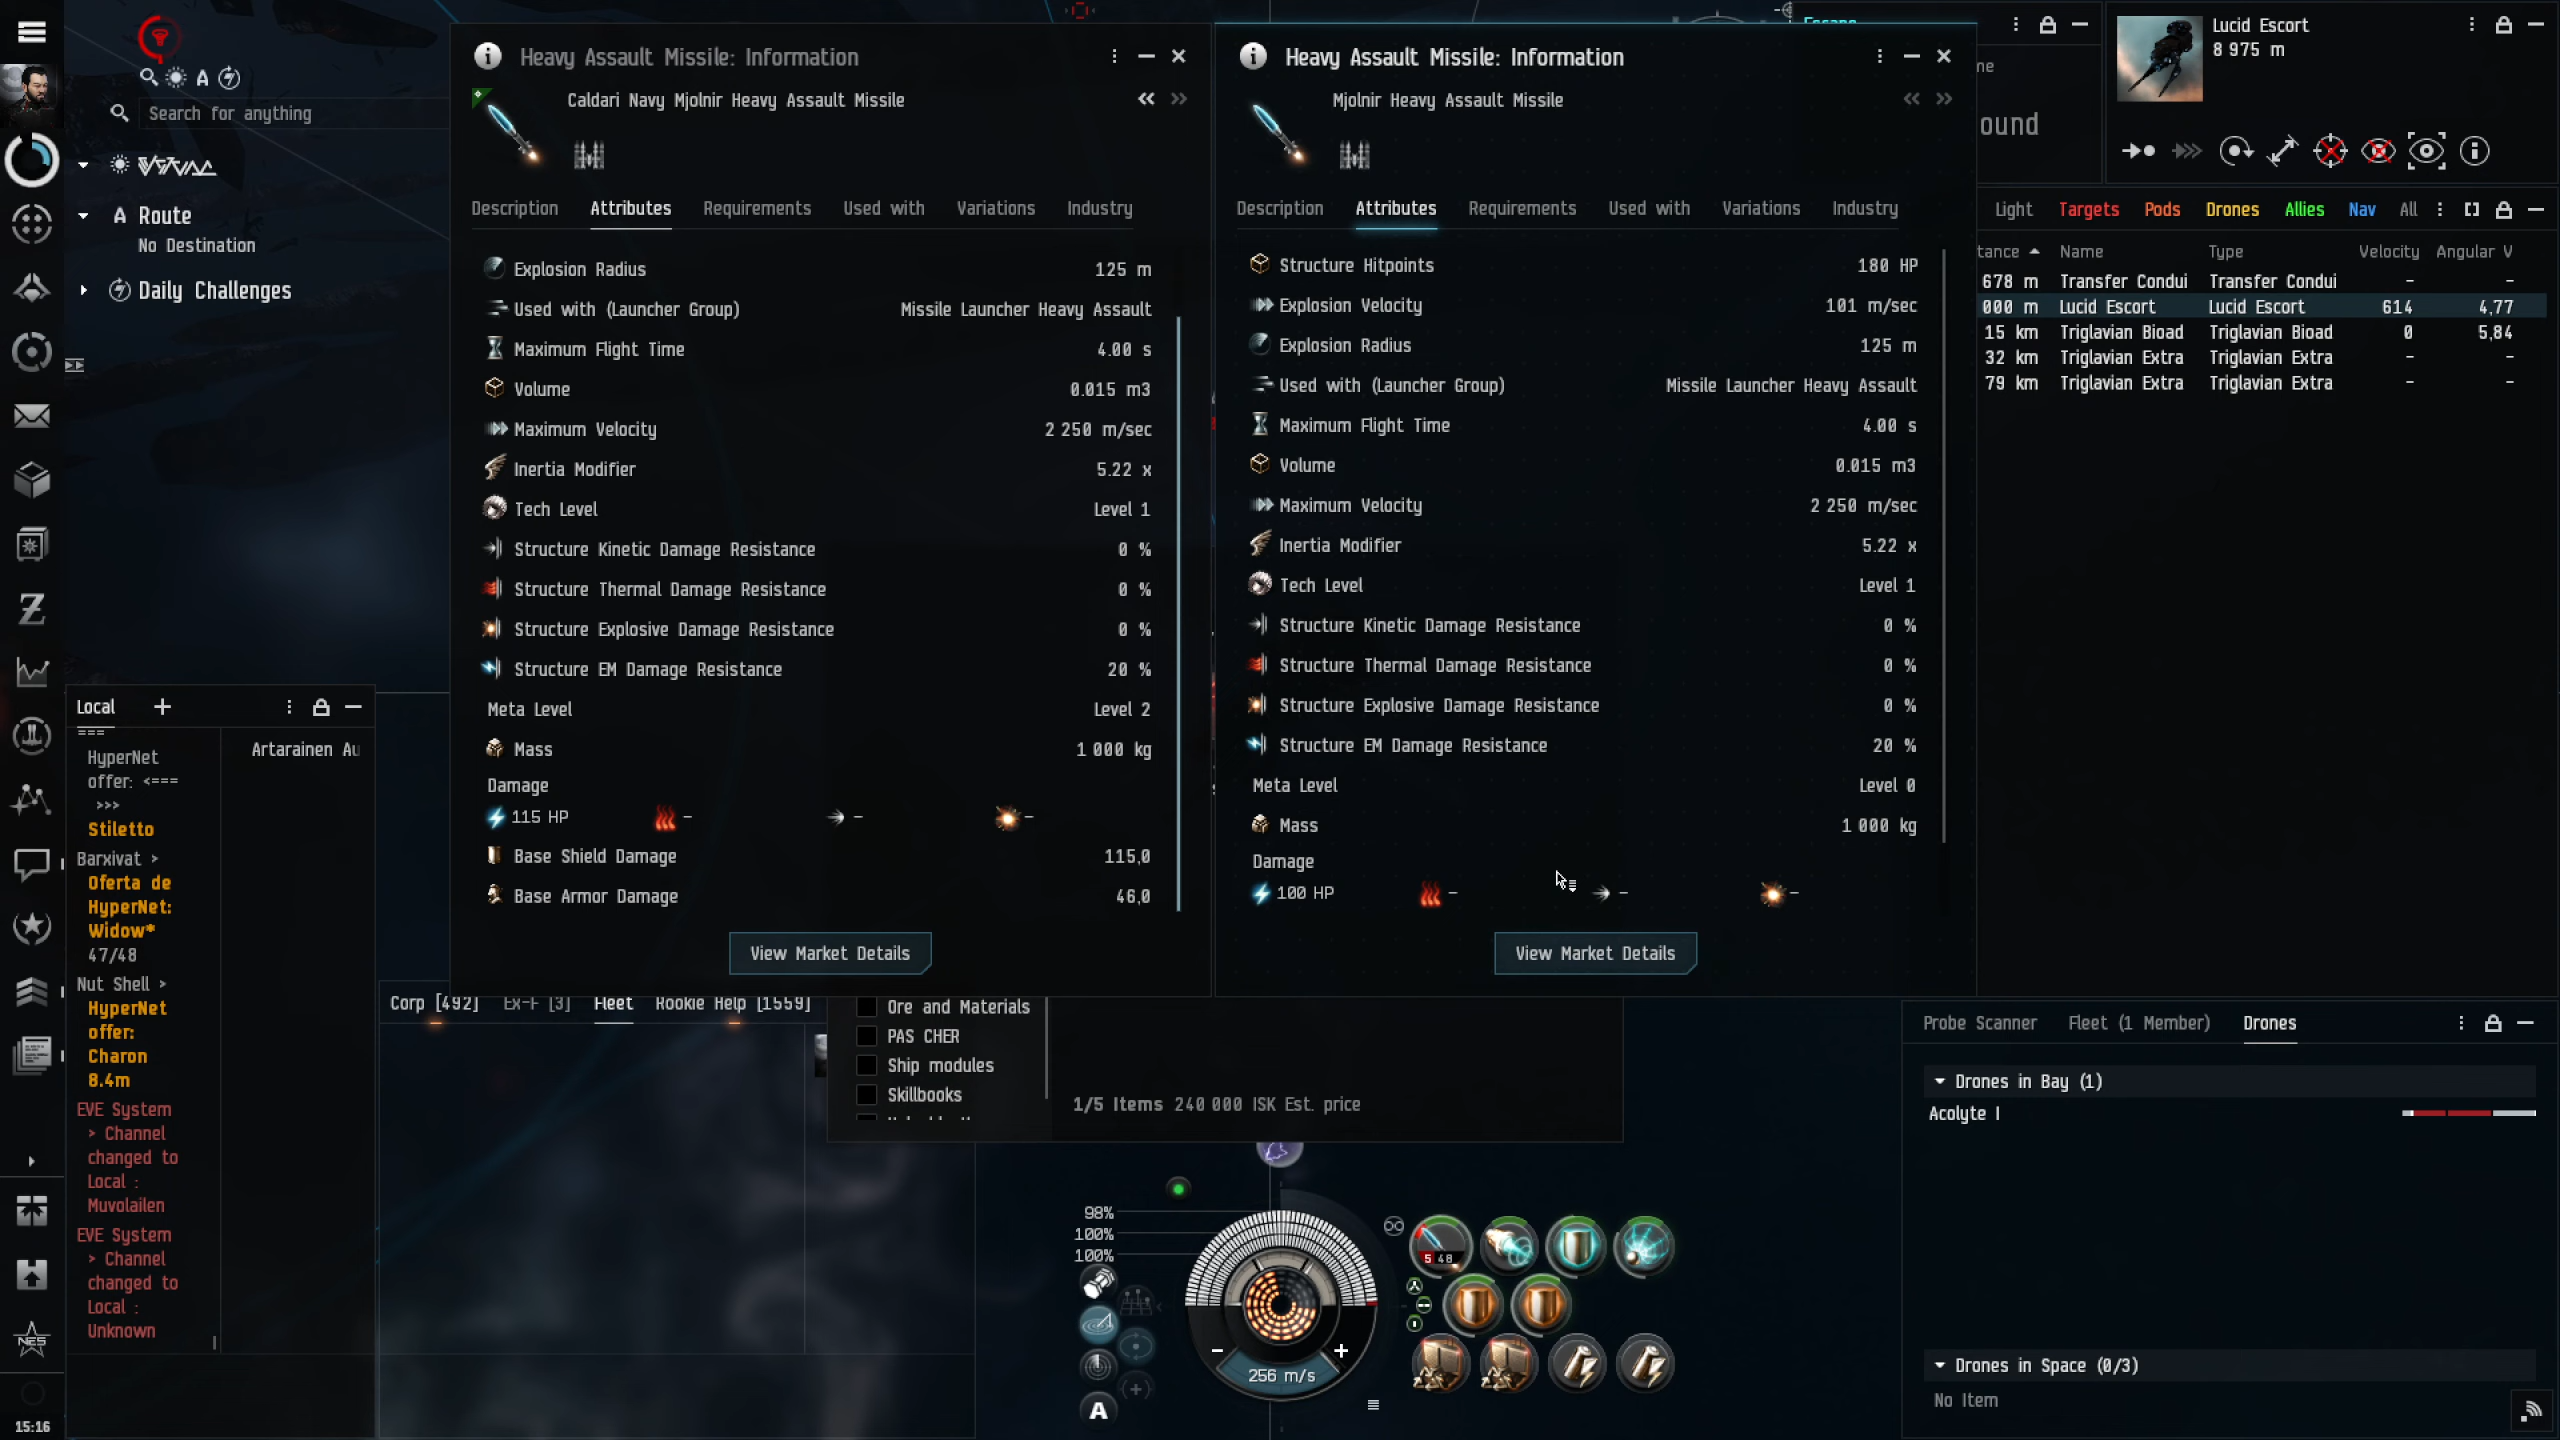 Search for anything
A Route
No Destination
Daily Challenges
Heavy Assault Missile: Information
Caldari Navy Mjolnir Heavy Assault Missile
Description Attributes Requirements Used with Variations Industry
Explosion Radius 125 m
Used with (Launcher Group) Missile Launcher Heavy Assault
Maximum Flight Time 4.00 s
Volume 0.015 m3
Maximum Velocity 2 250 m/sec
Inertia Modifier 5.22 x
Tech Level Level 1
Structure Kinetic Damage Resistance 0 %
Structure Thermal Damage Resistance 0 %
Structure Explosive Damage Resistance 0 %
Structure EM Damage Resistance 20 %
Meta Level Level 2
Mass 1 000 kg
Damage
115 HP – – –
Base Shield Damage 115,0
Base Armor Damage 46,0
View Market Details
Heavy Assault Missile: Information
Mjolnir Heavy Assault Missile
Description Attributes Requirements Used with Variations Industry
Structure Hitpoints 180 HP
Explosion Velocity 101 m/sec
Explosion Radius 125 m
Used with (Launcher Group) Missile Launcher Heavy Assault
Maximum Flight Time 4.00 s
Volume 0.015 m3
Maximum Velocity 2 250 m/sec
Inertia Modifier 5.22 x
Tech Level Level 1
Structure Kinetic Damage Resistance 0 %
Structure Thermal Damage Resistance 0 %
Structure Explosive Damage Resistance 0 %
Structure EM Damage Resistance 20 %
Meta Level Level 0
Mass 1 000 kg
Damage
100 HP – – –
View Market Details
Lucid Escort
8 975 m
ound
Light Targets Pods Drones Allies Nav All
tance Name Type Velocity Angular V
678 m Transfer Condui Transfer Condui – –
000 m Lucid Escort Lucid Escort 614 4,77
15 km Triglavian Bioad Triglavian Bioad 0 5,84
32 km Triglavian Extra Triglavian Extra – –
79 km Triglavian Extra Triglavian Extra – –
Local +
===
HyperNet
offer: <===
>>>
Stiletto
Barxivat >
Oferta de
HyperNet:
Widow*
47/48
Nut Shell >
HyperNet
offer:
Charon
8.4m
EVE System
> Channel
changed to
Local :
Muvolailen
EVE System
> Channel
changed to
Local :
Unknown
Artarainen Au
Corp [492] Ex-F [3] Fleet Rookie Help [1559]
Ore and Materials
PAS CHER
Ship modules
Skillbooks
1/5 Items 240 000 ISK Est. price
98%
100%
100%
256 m/s
5 48
A
Probe Scanner Fleet (1 Member) Drones
Drones in Bay (1)
Acolyte I
Drones in Space (0/3)
No Item
NES
15:16